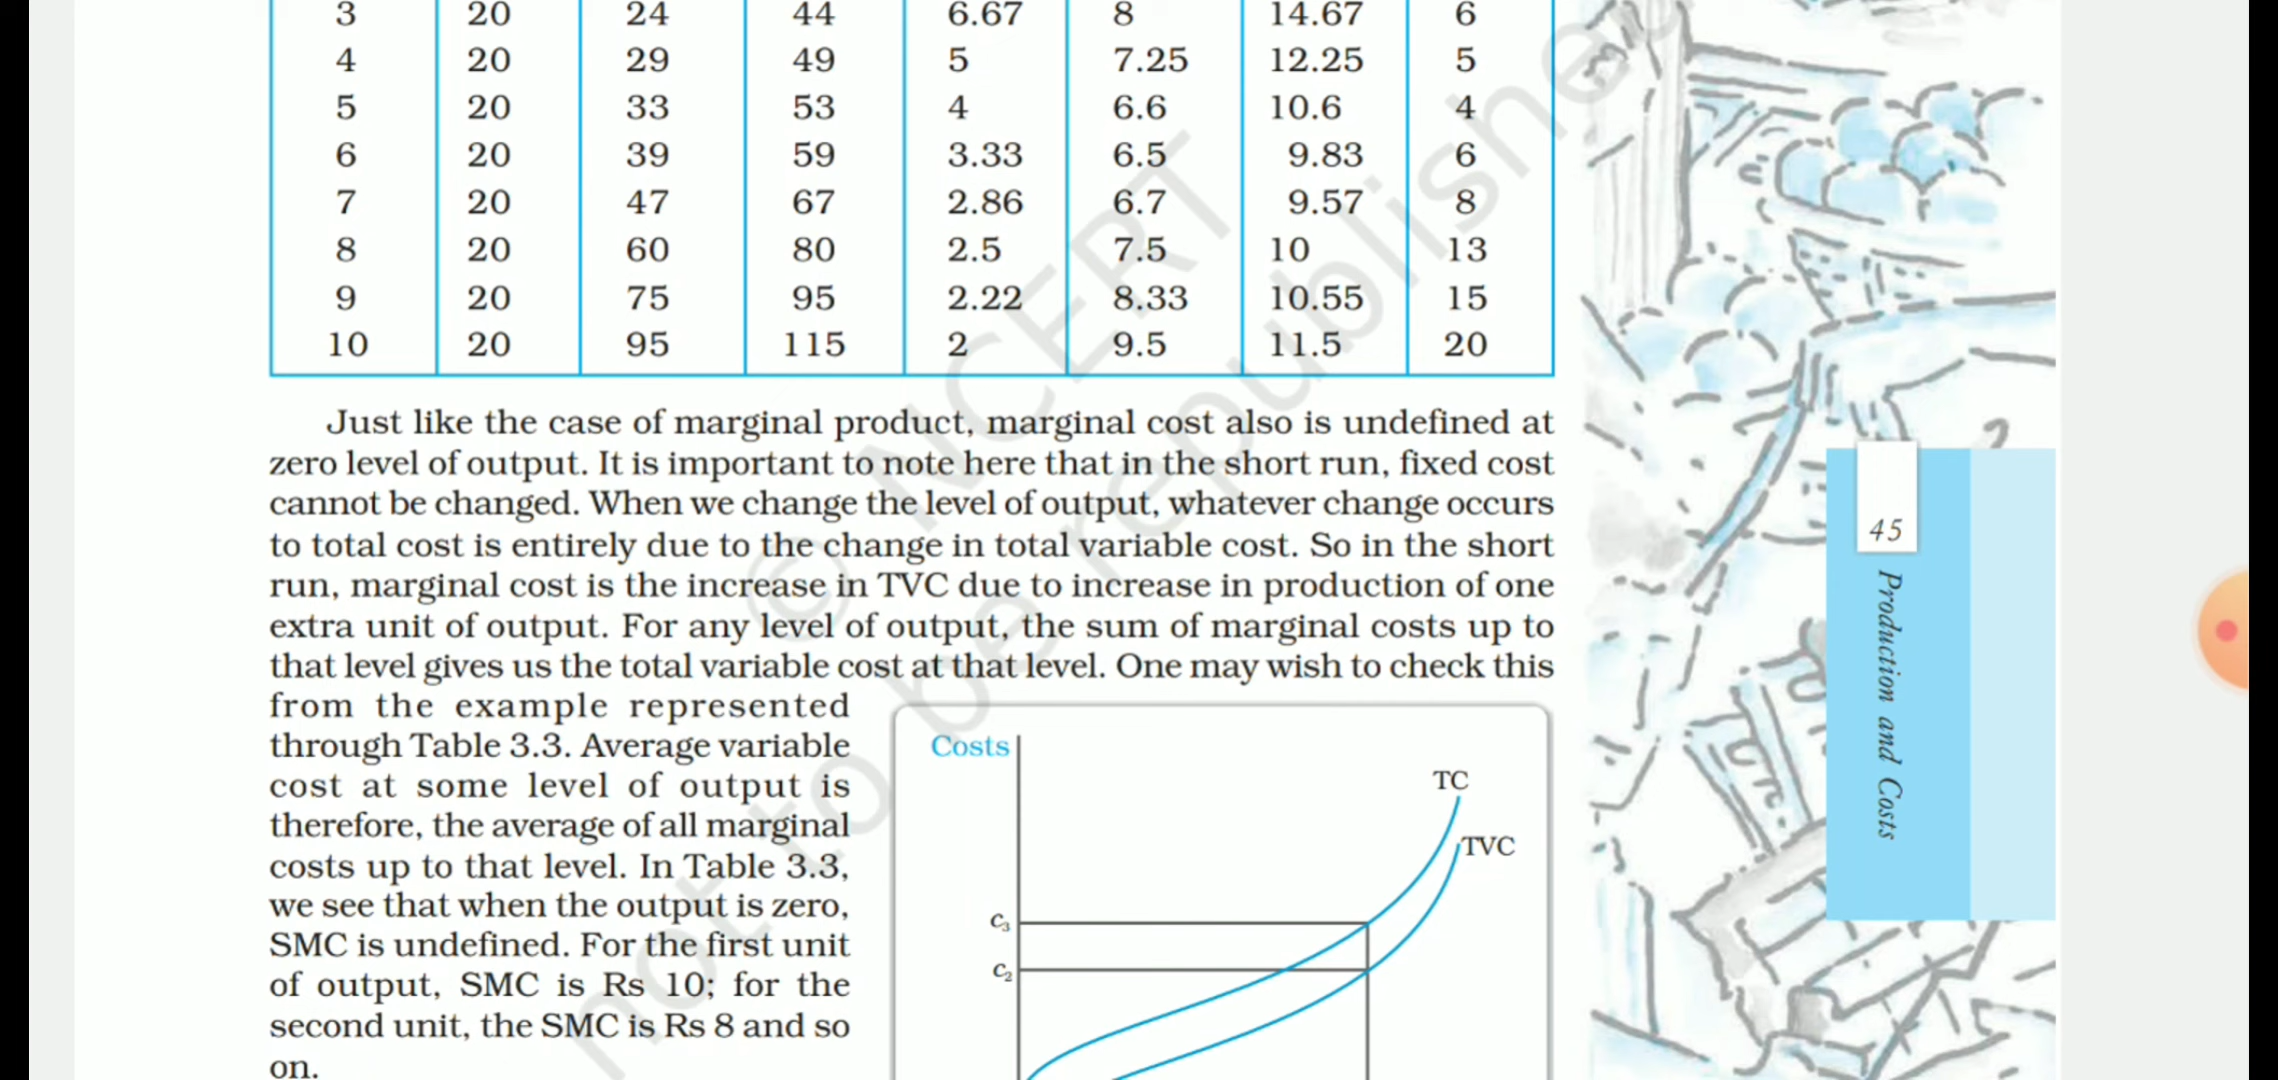 3 20 24 44 6.67 8 14.67 6
4 20 29 49 5 7.25 12.25 5
5 20 33 53 4 6.6 10.6 4
6 20 39 59 3.33 6.5 9.83 6
7 20 47 67 2.86 6.7 9.57 8
8 20 60 80 2.5 7.5 10 13
9 20 75 95 2.22 8.33 10.55 15
10 20 95 115 2 9.5 11.5 20
Just like the case of marginal product, marginal cost also is undefined at
zero level of output. It is important to note here that in the short run, fixed cost
cannot be changed. When we change the level of output, whatever change occurs
to total cost is entirely due to the change in total variable cost. So in the short
run, marginal cost is the increase in TVC due to increase in production of one
extra unit of output. For any level of output, the sum of marginal costs up to
that level gives us the total variable cost at that level. One may wish to check this
from the example represented
through Table 3.3. Average variable
cost at some level of output is
therefore, the average of all marginal
costs up to that level. In Table 3.3,
we see that when the output is zero,
SMC is undefined. For the first unit
of output, SMC is Rs 10; for the
second unit, the SMC is Rs 8 and so
on.
Costs
TC
TVC
c₃
c₂
45
Production and Costs
© NCERT
not to be republished